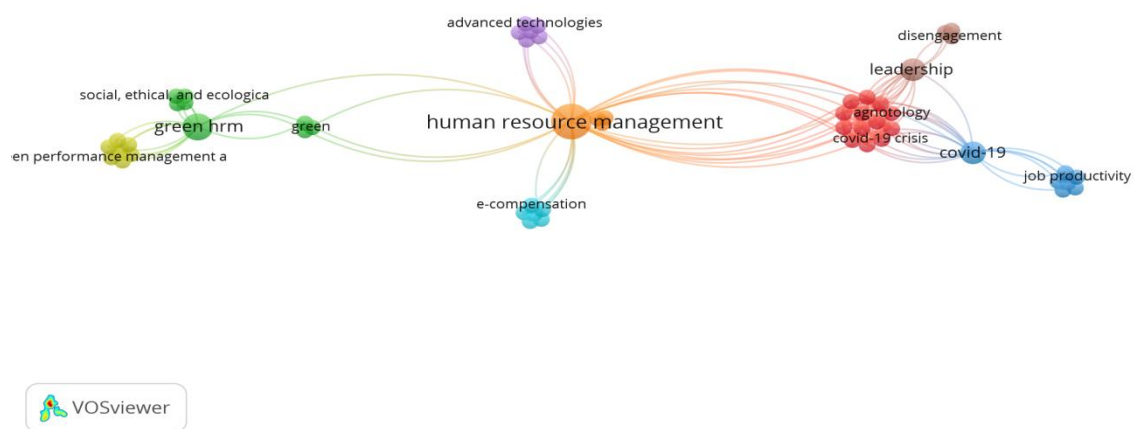 advanced technologies
disengagement
leadership
social, ethical, and ecologica
agnotology
green hrm
green
human resource management
covid-19 crisis
en performance management a
covid-19
job productivity
e-compensation
VOSviewer